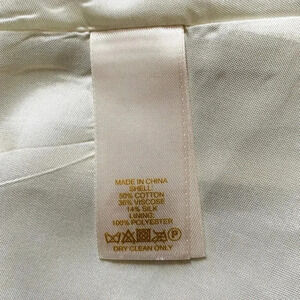 MADE IN CHINA
SHELL:
50% COTTON
36% VISCOSE
14% SILK
LINING:
100% POLYESTER
P
DRY CLEAN ONLY